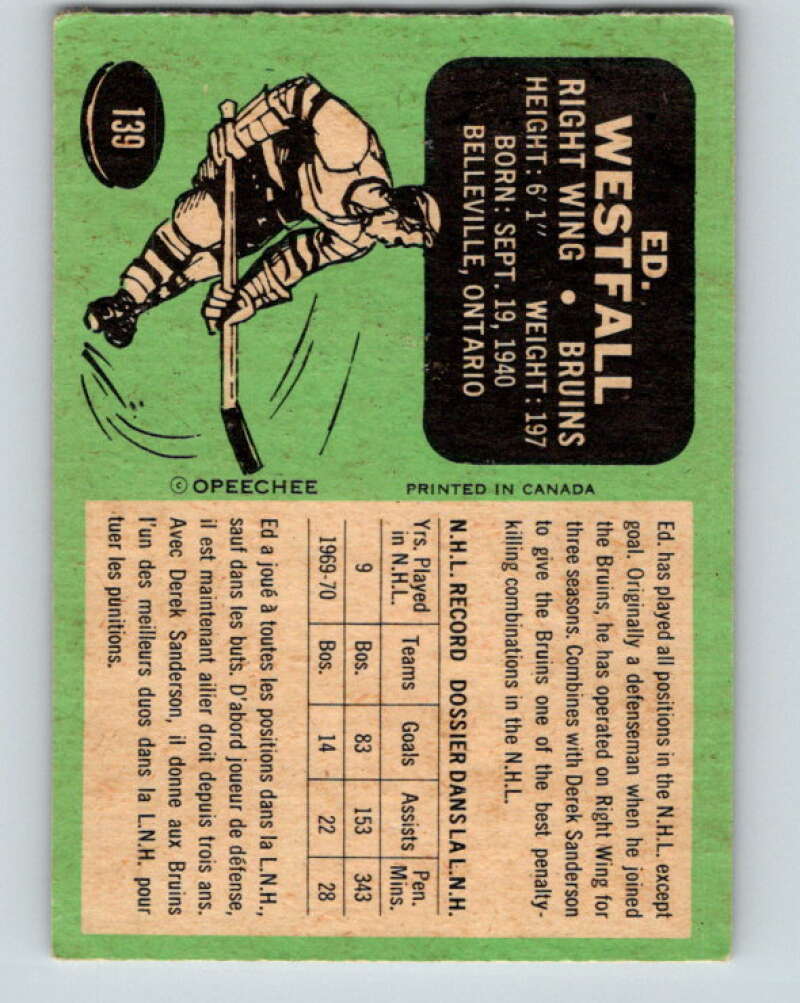 139
ED.
WESTFALL
RIGHT WING • BRUINS
HEIGHT: 6'1" WEIGHT: 197
BORN: SEPT. 19, 1940
BELLEVILLE, ONTARIO
© OPEECHEE
PRINTED IN CANADA
Ed. has played all positions in the N.H.L. except
goal. Originally a defenseman when he joined
the Bruins, he has operated on Right Wing for
three seasons. Combines with Derek Sanderson
to give the Bruins one of the best penalty-
killing combinations in the N.H.L.
N.H.L. RECORD DOSSIER DANS LA L.N.H.
Yrs. Played in N.H.L. Teams Goals Assists Pen. Mins.
9 Bos. 83 153 343
1969-70 Bos. 14 22 28
Ed a joué à toutes les positions dans la L.N.H.,
sauf dans les buts. D'abord joueur de défense,
il est maintenant ailier droit depuis trois ans.
Avec Derek Sanderson, il donne aux Bruins
l'un des meilleurs duos dans la L.N.H. pour
tuer les punitions.